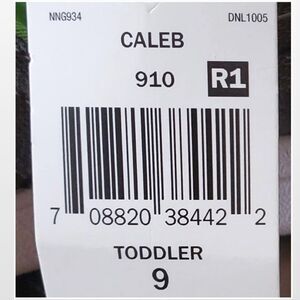 NNG934 DNL1005
CALEB
910 R1
7 08820 38442 2
TODDLER
9